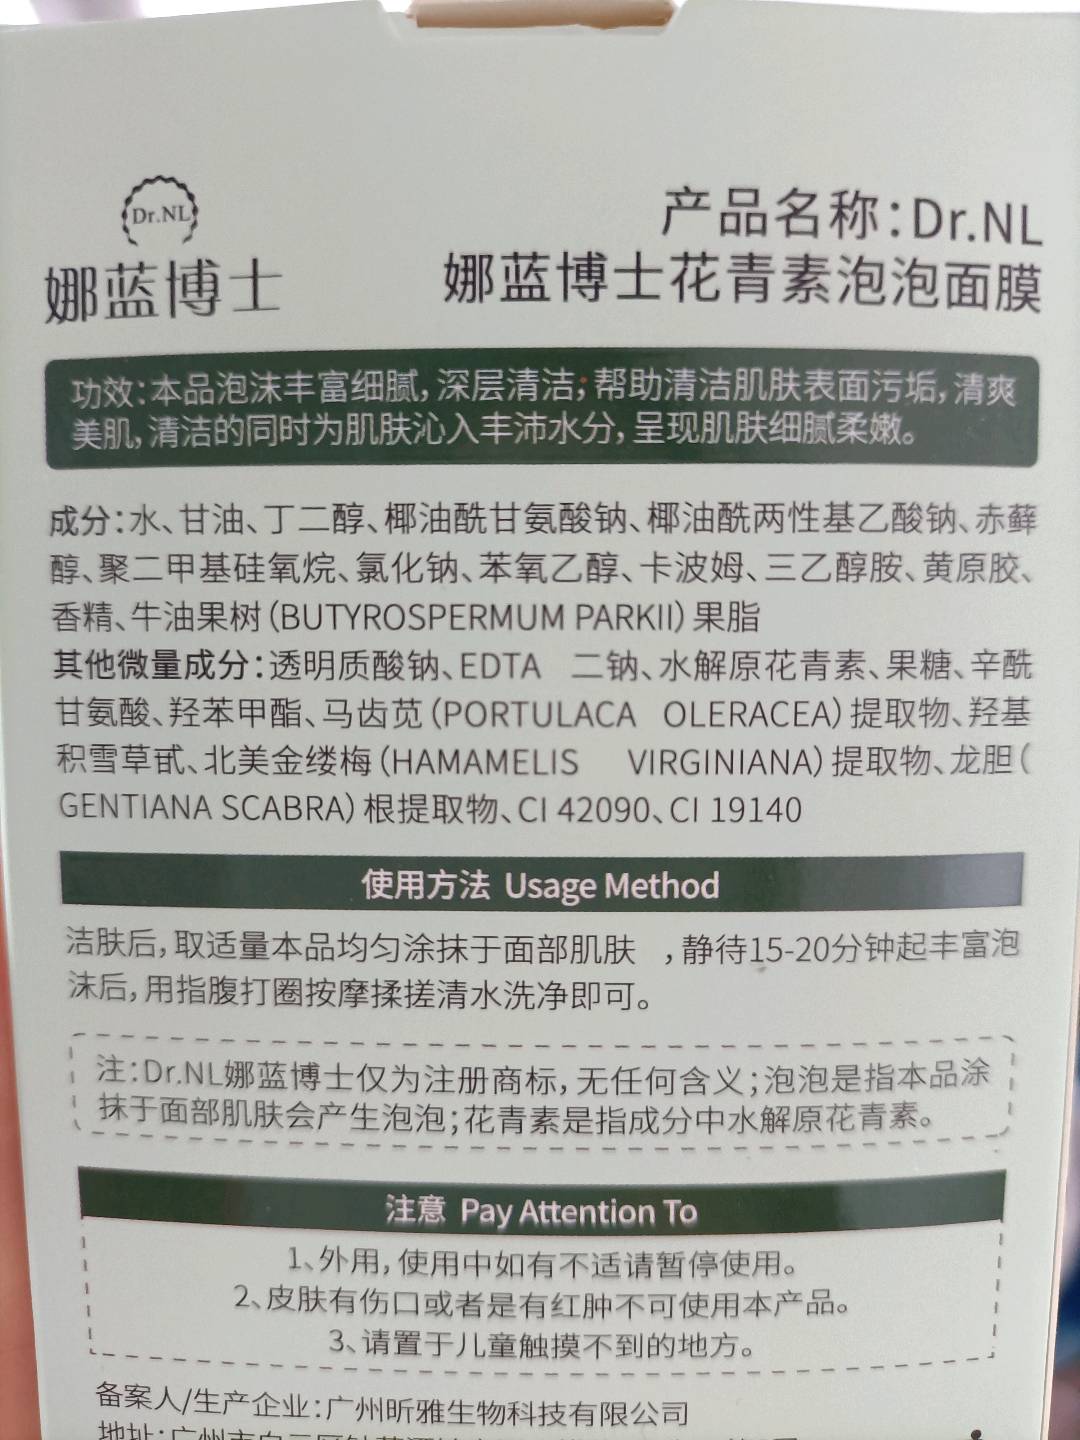 Dr.NL
娜蓝博士
产品名称:Dr.NL
娜蓝博士花青素泡泡面膜
功效:本品泡沫丰富细腻,深层清洁;帮助清洁肌肤表面污垢,清爽
美肌,清洁的同时为肌肤沁入丰沛水分,呈现肌肤细腻柔嫩。
成分:水、甘油、丁二醇、椰油酰甘氨酸钠、椰油酰两性基乙酸钠、赤藓
醇、聚二甲基硅氧烷、氯化钠、苯氧乙醇、卡波姆、三乙醇胺、黄原胶、
香精、牛油果树(BUTYROSPERMUM PARKII)果脂
其他微量成分:透明质酸钠、EDTA 二钠、水解原花青素、果糖、辛酰
甘氨酸、羟苯甲酯、马齿苋(PORTULACA OLERACEA)提取物、羟基
积雪草甙、北美金缕梅(HAMAMELIS VIRGINIANA)提取物、龙胆(
GENTIANA SCABRA)根提取物、CI 42090、CI 19140
使用方法 Usage Method
洁肤后,取适量本品均匀涂抹于面部肌肤 ,静待15-20分钟起丰富泡
沫后,用指腹打圈按摩揉搓清水洗净即可。
注:Dr.NL娜蓝博士仅为注册商标,无任何含义;泡泡是指本品涂
抹于面部肌肤会产生泡泡;花青素是指成分中水解原花青素。
注意 Pay Attention To
1、外用,使用中如有不适请暂停使用。
2、皮肤有伤口或者是有红肿不可使用本产品。
3、请置于儿童触摸不到的地方。
备案人/生产企业:广州昕雅生物科技有限公司
地址:广州市白云区